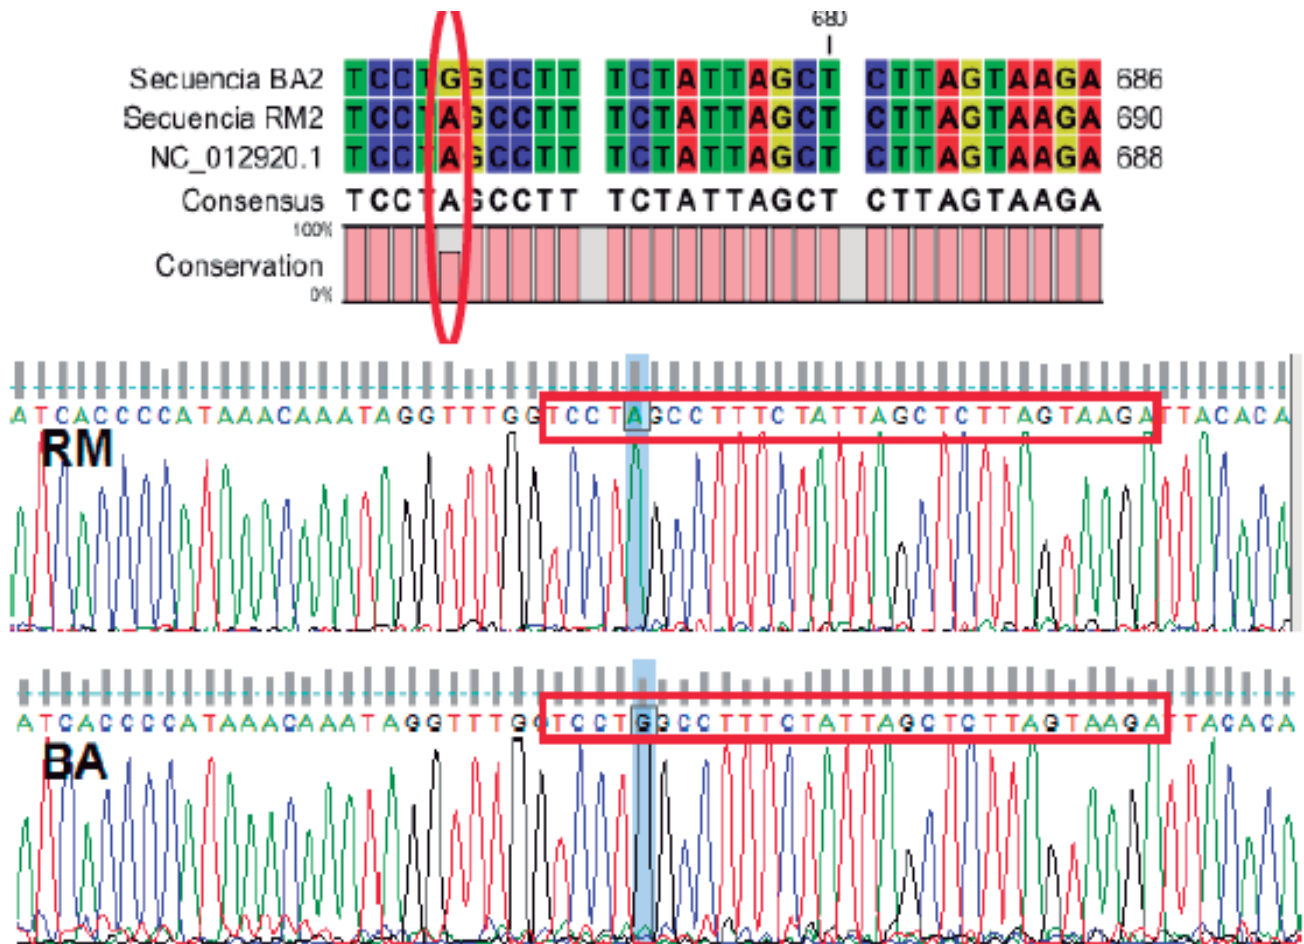 680
Secuencia BA2 TCCTGGCCTT TCTATTAGCT CTTAGTAAGA 686
Secuencia RM2 TCCTAGCCTT TCTATTAGCT CTTAGTAAGA 690
NC_012920.1 TCCTAGCCTT TCTATTAGCT CTTAGTAAGA 688
Consensus TCCTAGCCTT TCTATTAGCT CTTAGTAAGA
100%
Conservation
0%
ATCACCCCATAAACAAATAGGTTTGGTCCTAGCCTTTCTATTAGCTCTTAGTAAGATTACACA
RM
ATCACCCCATAAACAAATAGGTTTGGTCCTGGCCTTTCTATTAGCTCTTAGTAAGATTACACA
BA